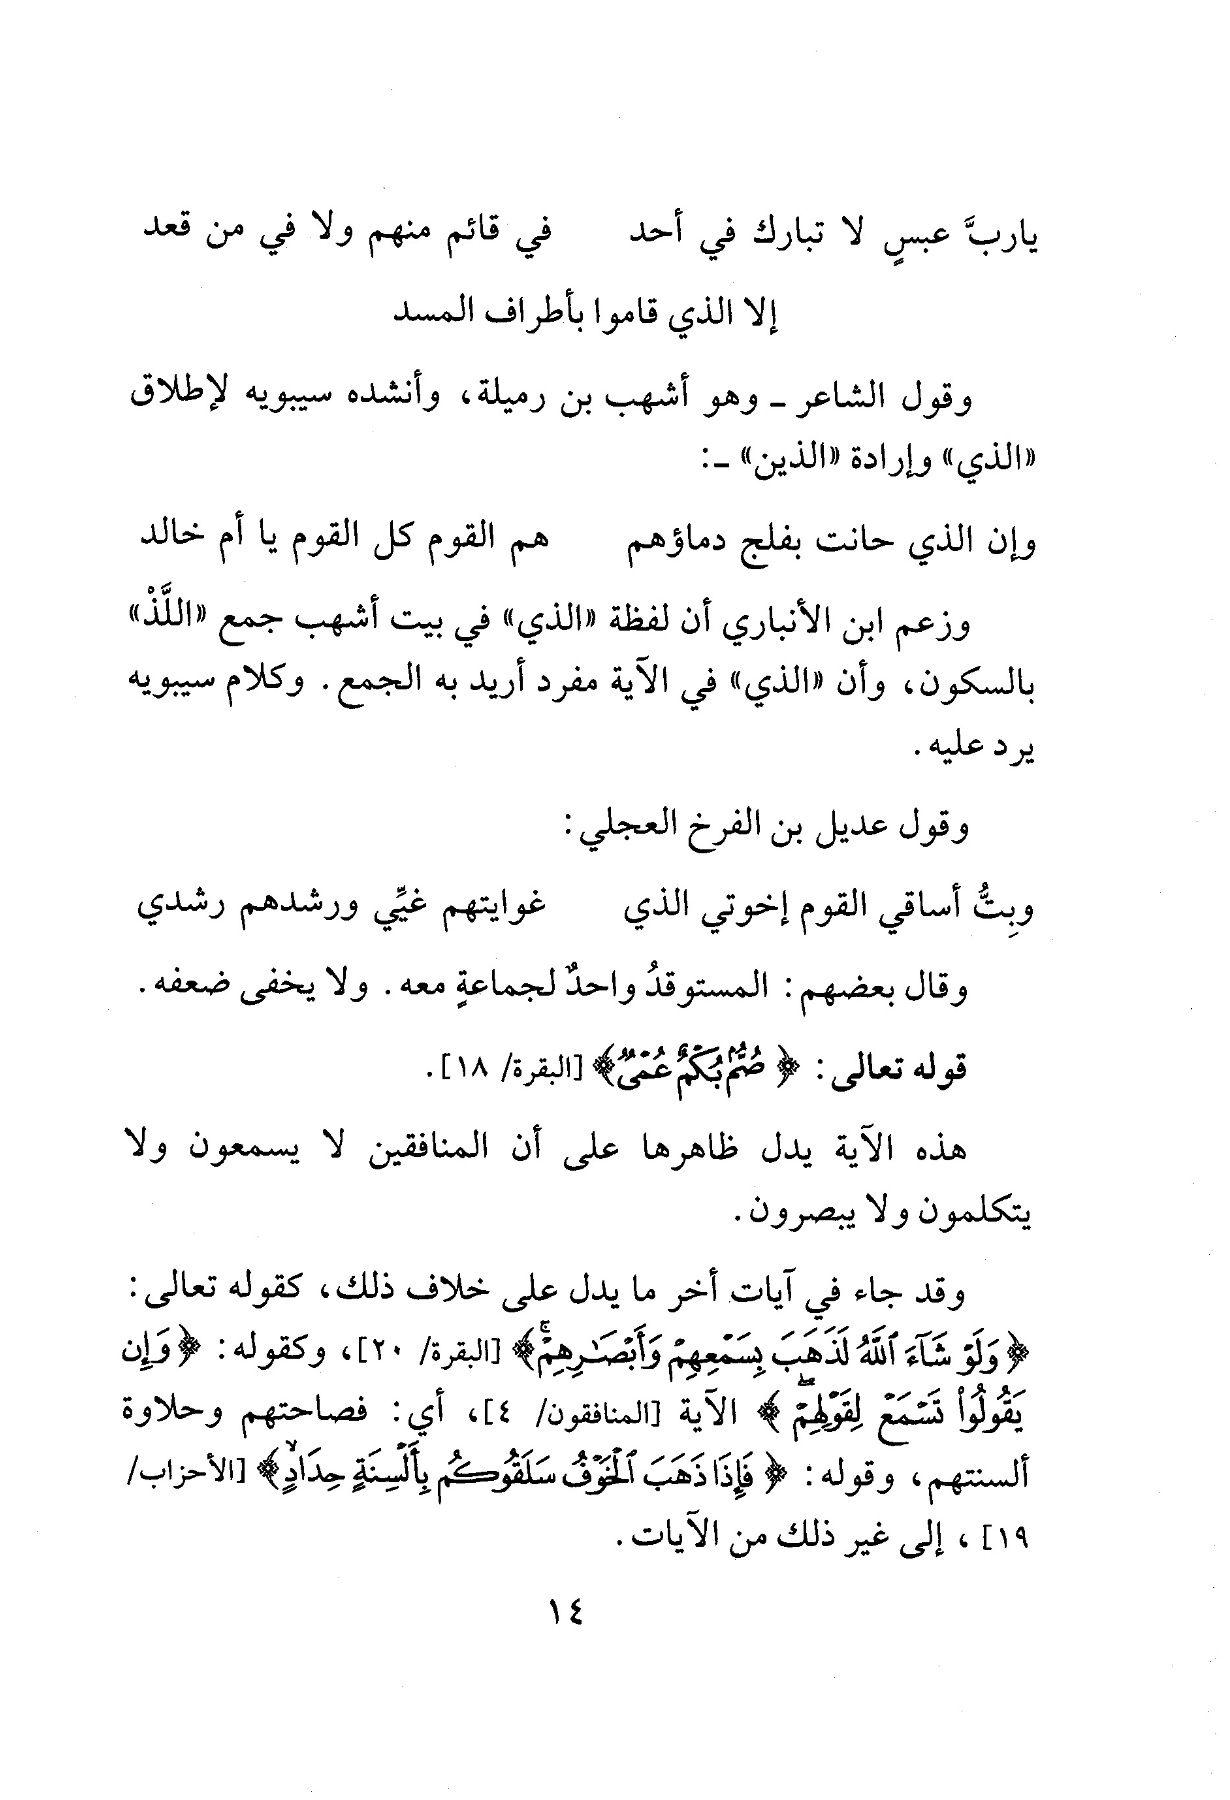 ياربَّ عبسٍ لا تبارك في أحد في قائم منهم ولا في من قعد
إلا الذي قاموا بأطراف المسد
وقول الشاعر ـ وهو أشهب بن رميلة، وأنشده سيبويه لإطلاق
«الذي» وإرادة «الذين» ـ:
وإن الذي حانت بفلج دماؤهم هم القوم كل القوم يا أم خالد
وزعم ابن الأنباري أن لفظة «الذي» في بيت أشهب جمع «اللَّذْ»
بالسكون، وأن «الذي» في الآية مفرد أريد به الجمع. وكلام سيبويه
يرد عليه.
وقول عديل بن الفرخ العجلي:
وبِتُّ أساقي القوم إخوتي الذي غوايتهم غيِّي ورشدهم رشدي
وقال بعضهم: المستوقدُ واحدٌ لجماعةٍ معه. ولا يخفى ضعفه.
قوله تعالى: ﴿صُمُّۢ بُكۡمٌ عُمۡيٞ﴾ [البقرة/ ١٨].
هذه الآية يدل ظاهرها على أن المنافقين لا يسمعون ولا
يتكلمون ولا يبصرون.
وقد جاء في آيات أخر ما يدل على خلاف ذلك، كقوله تعالى:
﴿وَلَوۡ شَآءَ ٱللَّهُ لَذَهَبَ بِسَمۡعِهِمۡ وَأَبۡصَٰرِهِمۡۚ﴾ [البقرة/ ٢٠]، وكقوله: ﴿وَإِن
يَقُولُواْ تَسۡمَعۡ لِقَوۡلِهِمۡۖ﴾ الآية [المنافقون/ ٤]، أي: فصاحتهم وحلاوة
ألسنتهم، وقوله: ﴿فَإِذَا ذَهَبَ ٱلۡخَوۡفُ سَلَقُوكُم بِأَلۡسِنَةٍ حِدَادٍ﴾ [الأحزاب/
١٩]، إلى غير ذلك من الآيات.
١٤